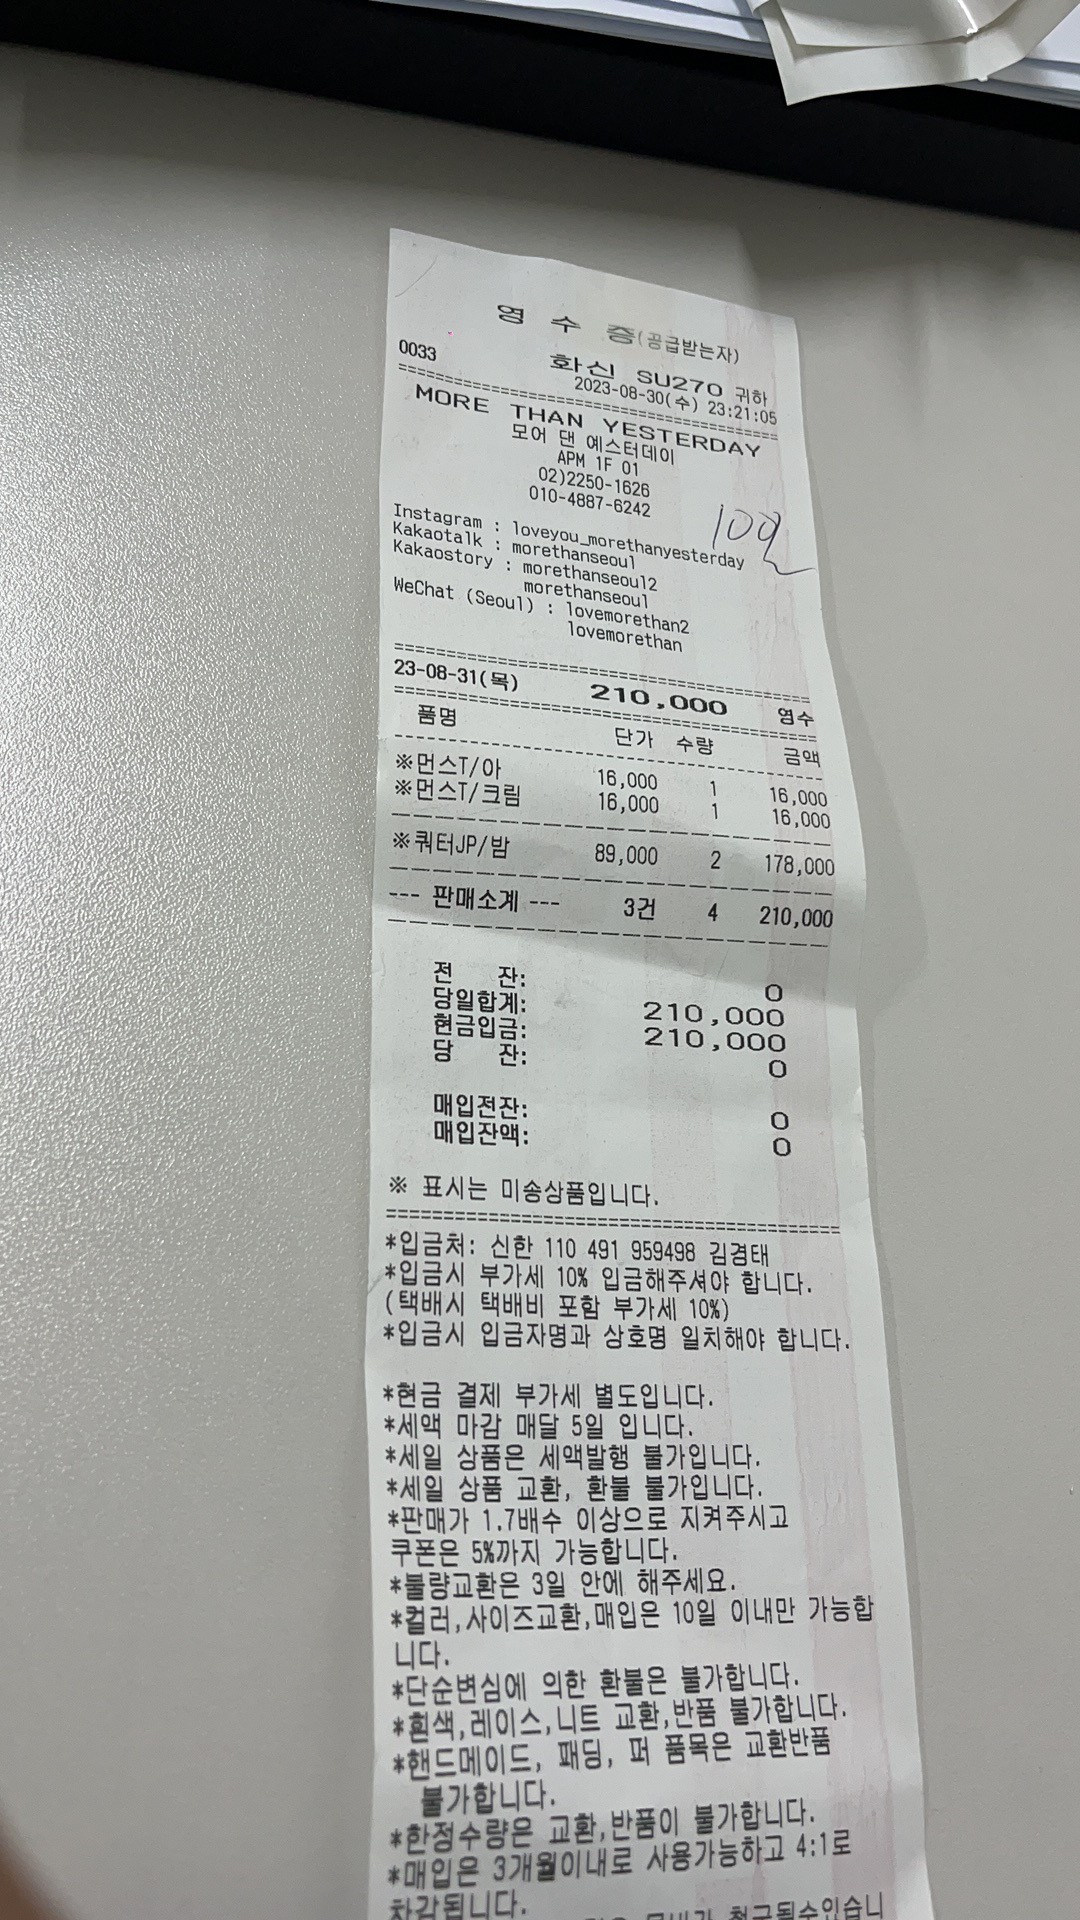 영 수 증(공급받는자)
0033 화신 SU270 귀하
2023-08-30(수) 23:21:05
========================================
MORE THAN YESTERDAY
모어 댄 예스터데이
APM 1F 01
02)2250-1626
010-4887-6242
Instagram : loveyou_morethanyesterday
Kakaotalk : morethanseoul
Kakaostory : morethanseoul2
morethanseoul
WeChat (Seoul) : lovemorethan2
lovemorethan
========================================
23-08-31(목) 210,000 영수
========================================
품명 단가 수량 금액
----------------------------------------
※먼스T/아 16,000 1 16,000
※먼스T/크림 16,000 1 16,000
----------------------------------------
※쿼터JP/밤 89,000 2 178,000
----------------------------------------
--- 판매소계 --- 3건 4 210,000
----------------------------------------
전 잔: 0
당일합계: 210,000
현금입금: 210,000
당 잔: 0
매입전잔: 0
매입잔액: 0
※ 표시는 미송상품입니다.
========================================
*입금처: 신한 110 491 959498 김경태
*입금시 부가세 10% 입금해주셔야 합니다.
(택배시 택배비 포함 부가세 10%)
*입금시 입금자명과 상호명 일치해야 합니다.
*현금 결제 부가세 별도입니다.
*세액 마감 매달 5일 입니다.
*세일 상품은 세액발행 불가입니다.
*세일 상품 교환, 환불 불가입니다.
*판매가 1.7배수 이상으로 지켜주시고
쿠폰은 5%까지 가능합니다.
*불량교환은 3일 안에 해주세요.
*컬러,사이즈교환,매입은 10일 이내만 가능합
니다.
*단순변심에 의한 환불은 불가합니다.
*흰색,레이스,니트 교환,반품 불가합니다.
*핸드메이드, 패딩, 퍼 품목은 교환반품
불가합니다.
*한정수량은 교환,반품이 불가합니다.
*매입은 3개월이내로 사용가능하고 4:1로
차감됩니다.
청구될수있습니